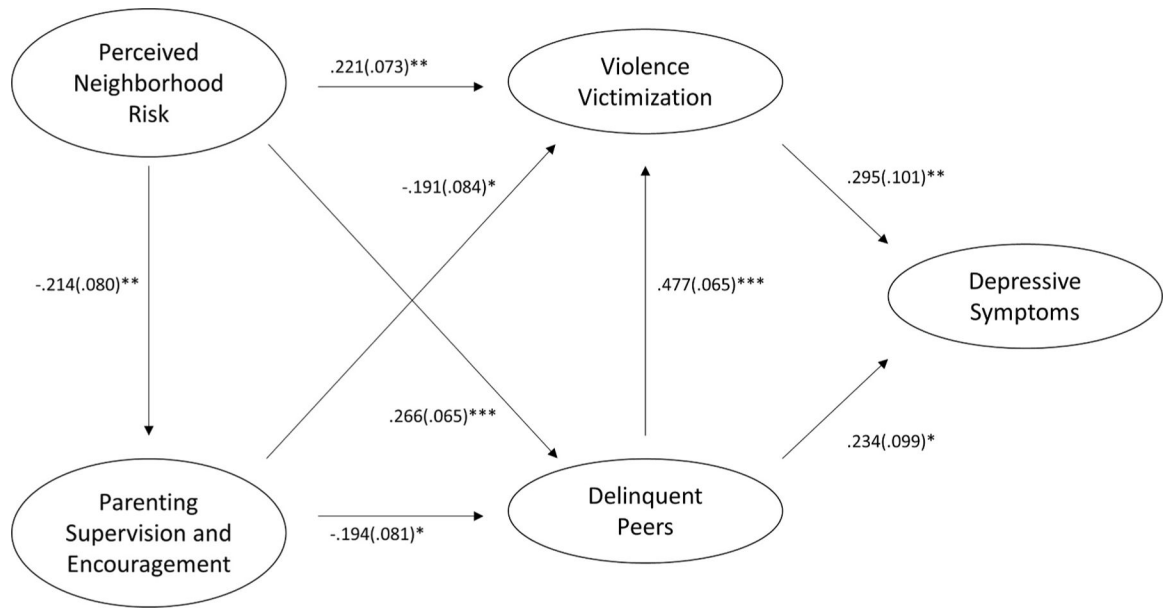 Perceived
Neighborhood
Risk
.221(.073)**
Violence
Victimization
-.191(.084)*
.295(.101)**
-.214(.080)**
.477(.065)***
Depressive
Symptoms
.266(.065)***
.234(.099)*
Parenting
Supervision and
Encouragement
-.194(.081)*
Delinquent
Peers